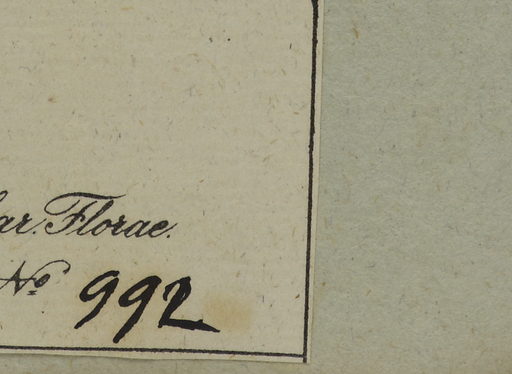 ar. Florae.
No 992